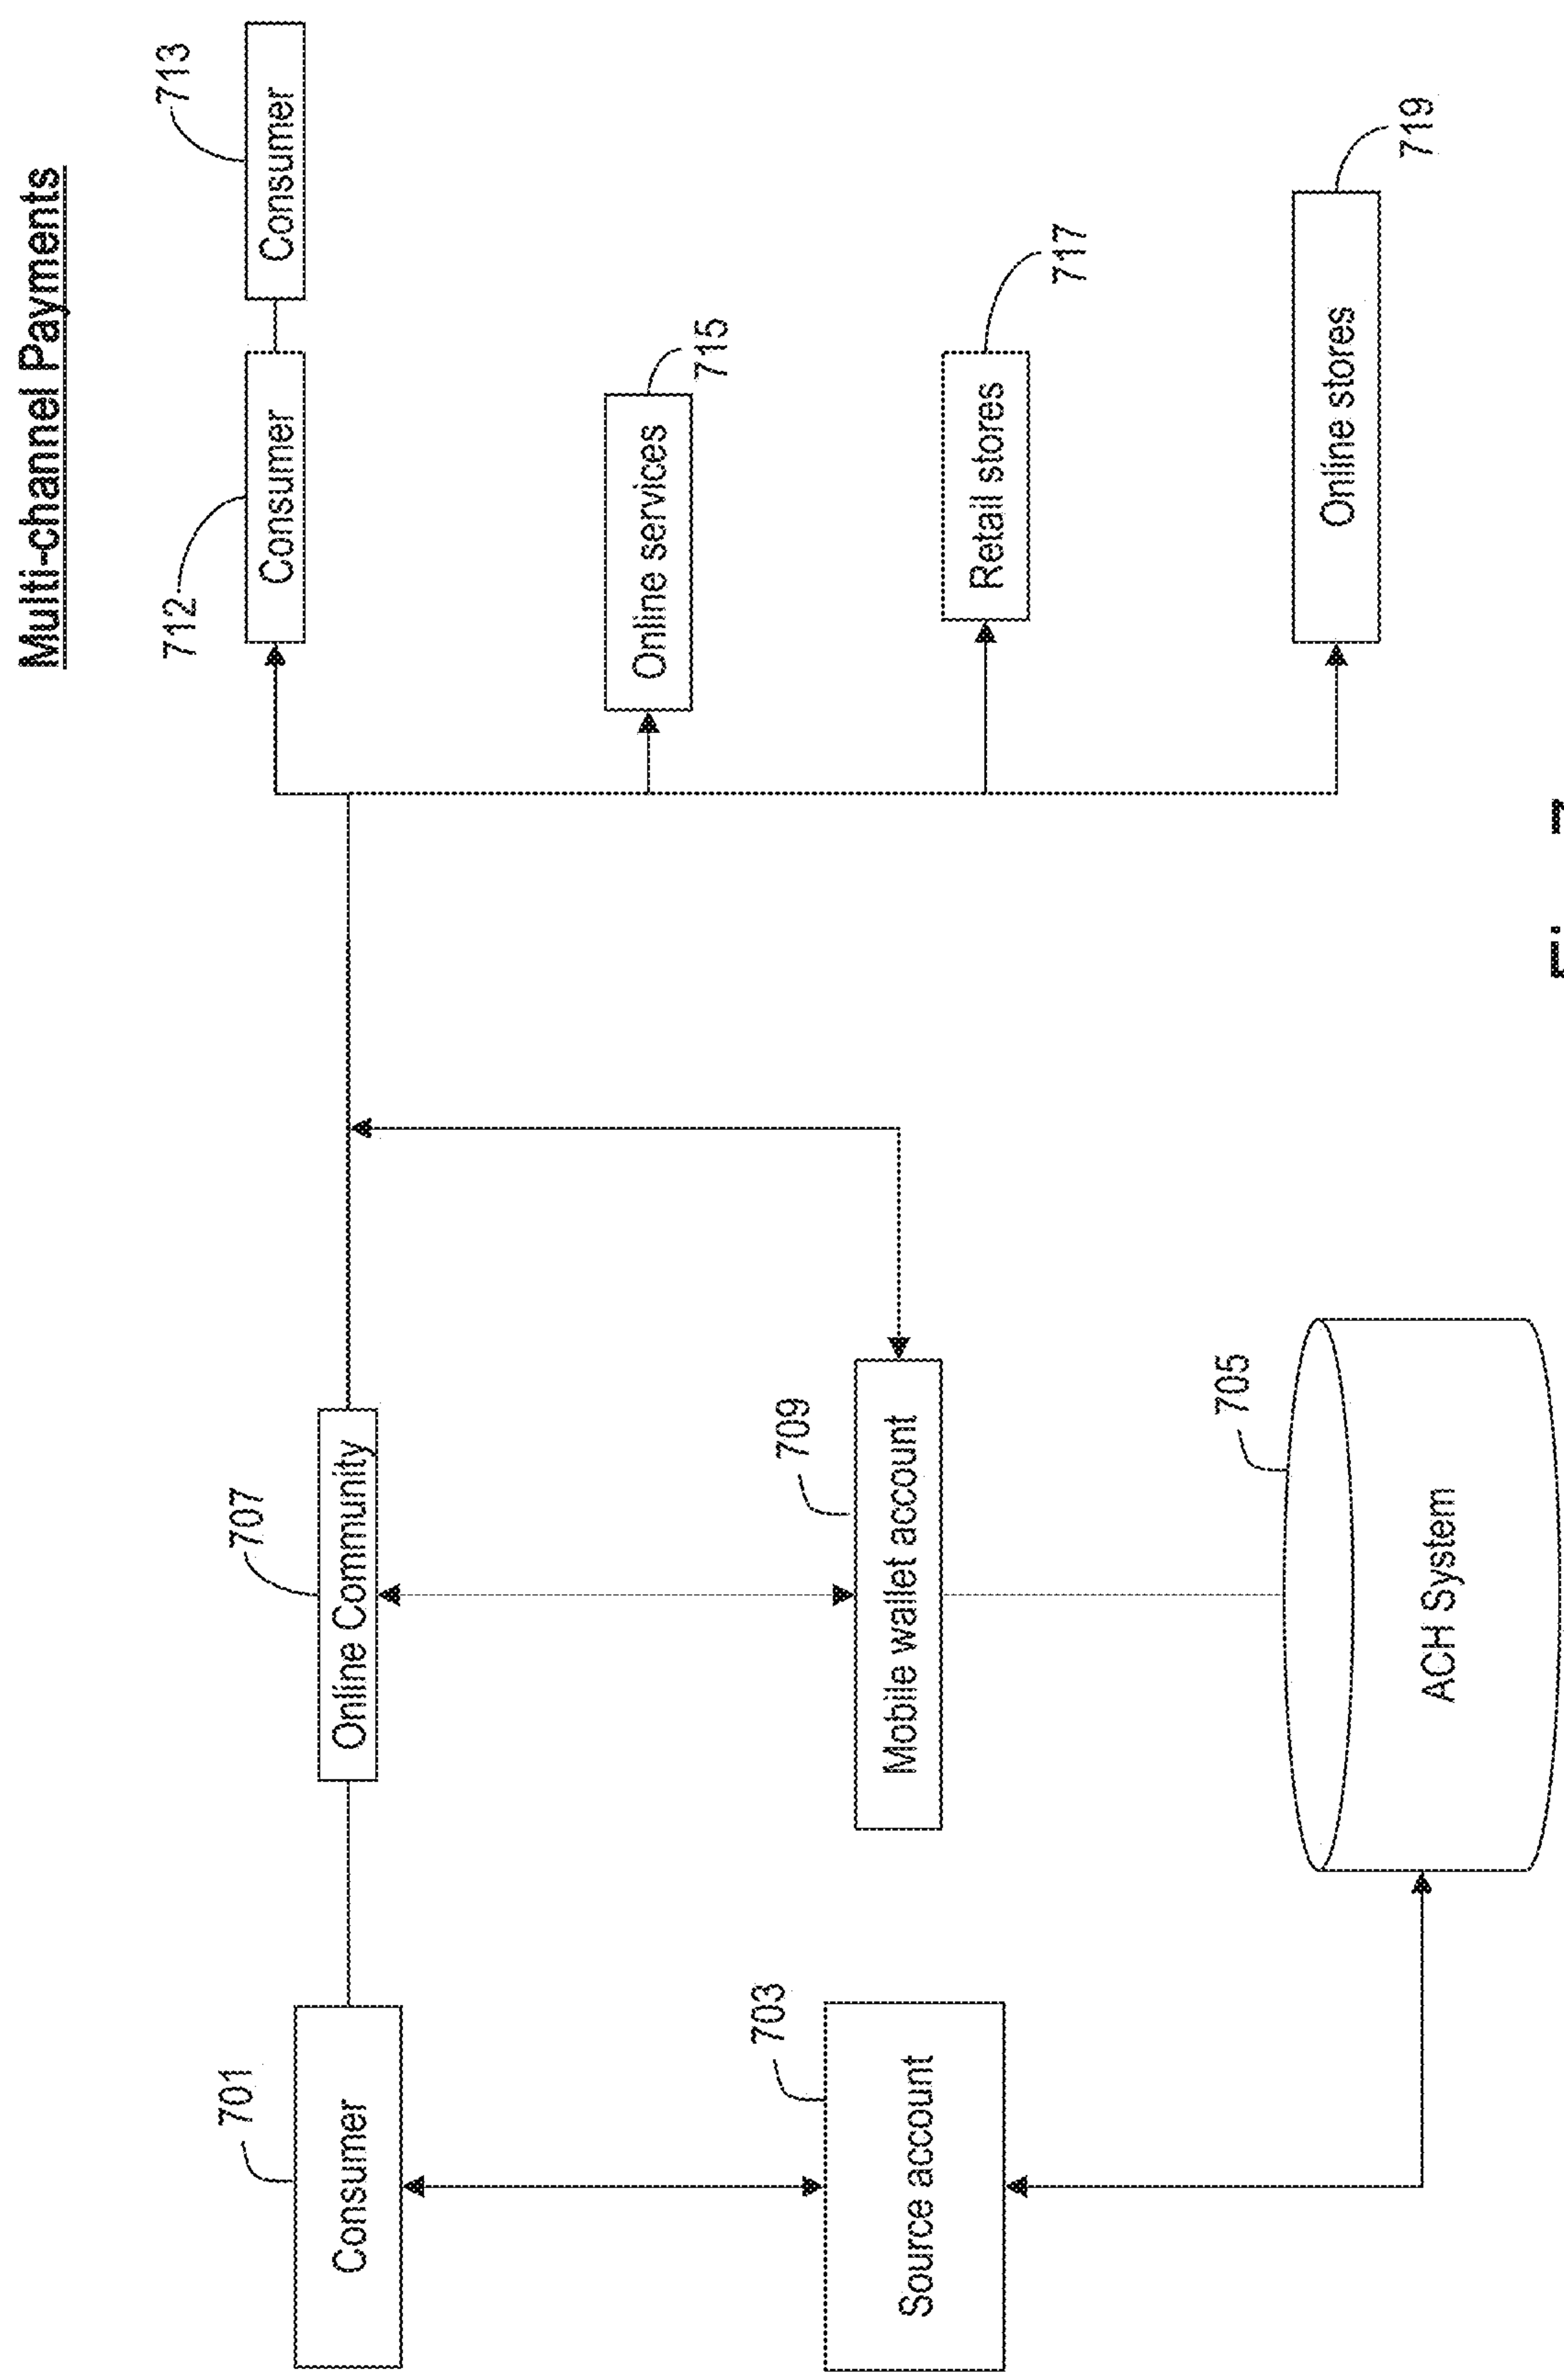 Multi-channel Payments
701
Consumer
707
Online Community
712
Consumer
713
Consumer
703
Source account
709
Mobile wallet account
705
ACH System
Online services
715
Retail stores
717
Online stores
719